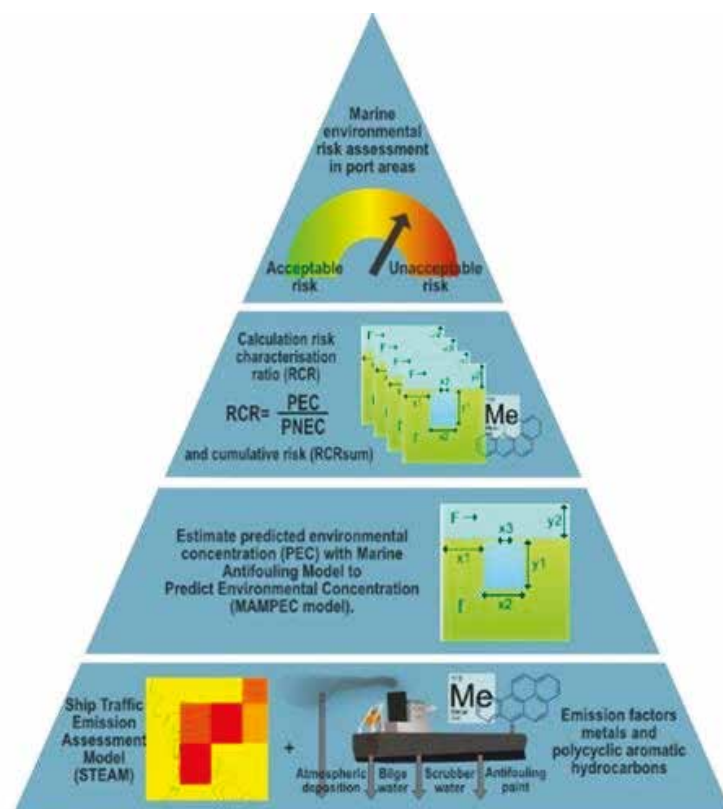 Marine
environmental
risk assessment
in port areas
Acceptable
risk
Unacceptable
risk
Calculation risk
characterisation
ratio (RCR)
RCR= PEC
PNEC
and cumulative risk (RCRsum)
F
x1
x2
y1
Me
Estimate predicted environmental
concentration (PEC) with Marine
Antifouling Model to
Predict Environmental Concentration
(MAMPEC model).
F
x3
y2
x1
y1
x2
Ship Traffic
Emission
Assessment
Model
(STEAM)
+
Me
Atmospheric
deposition
Bilge
water
Scrubber
water
Antifouling
paint
Emission factors
metals and
polycyclic aromatic
hydrocarbons